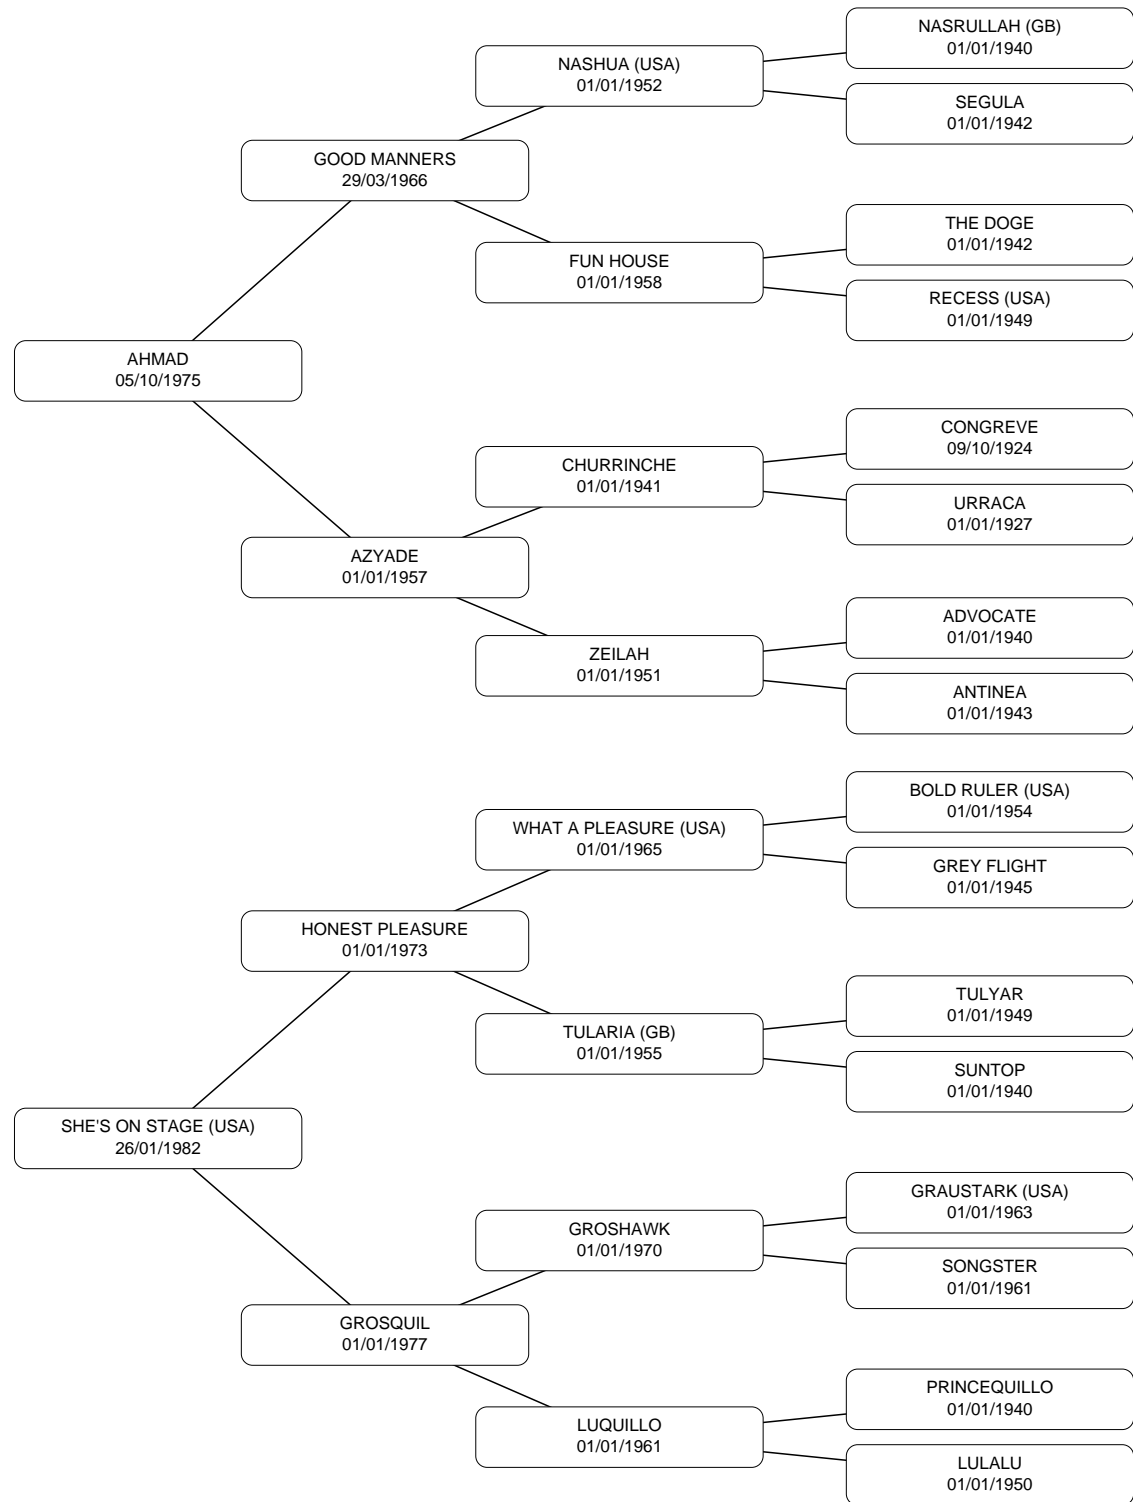 NASRULLAH (GB)
01/01/1940
NASHUA (USA)
01/01/1952
SEGULA
01/01/1942
GOOD MANNERS
29/03/1966
THE DOGE
01/01/1942
FUN HOUSE
01/01/1958
RECESS (USA)
01/01/1949
AHMAD
05/10/1975
CONGREVE
09/10/1924
CHURRINCHE
01/01/1941
URRACA
01/01/1927
AZYADE
01/01/1957
ADVOCATE
01/01/1940
ZEILAH
01/01/1951
ANTINEA
01/01/1943
BOLD RULER (USA)
01/01/1954
WHAT A PLEASURE (USA)
01/01/1965
GREY FLIGHT
01/01/1945
HONEST PLEASURE
01/01/1973
TULYAR
01/01/1949
TULARIA (GB)
01/01/1955
SUNTOP
01/01/1940
SHE'S ON STAGE (USA)
26/01/1982
GRAUSTARK (USA)
01/01/1963
GROSHAWK
01/01/1970
SONGSTER
01/01/1961
GROSQUIL
01/01/1977
PRINCEQUILLO
01/01/1940
LUQUILLO
01/01/1961
LULALU
01/01/1950